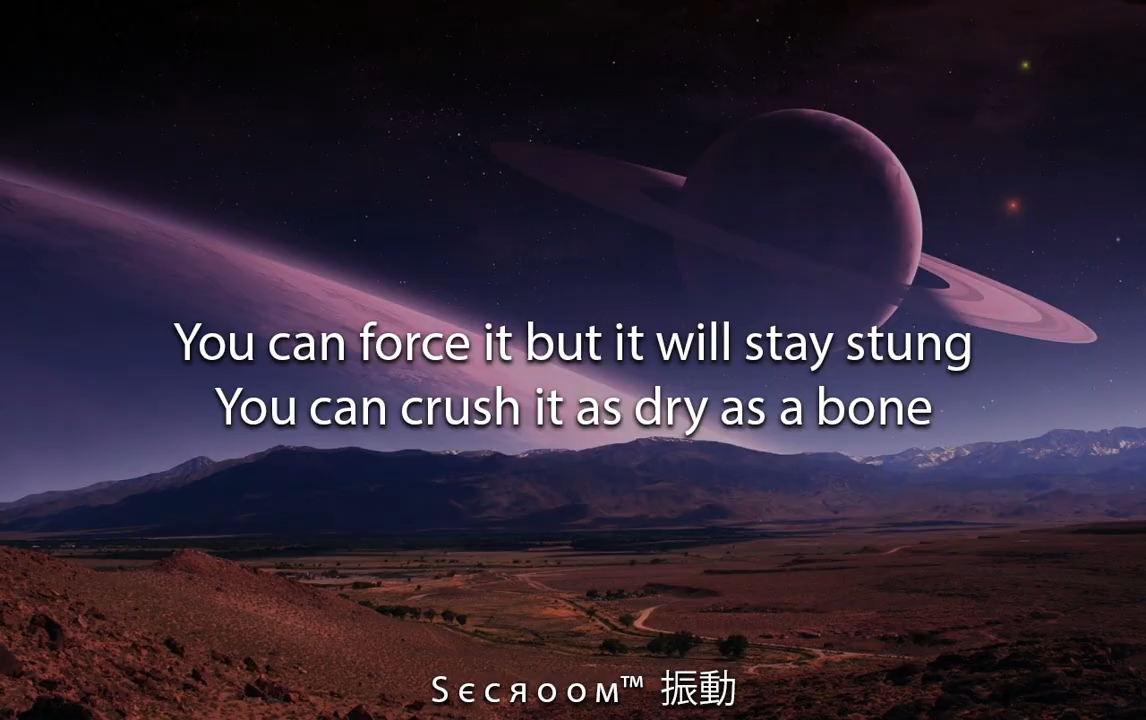 You can force it but it will stay stung
You can crush it as dry as a bone
SєcЯooм™ 振動